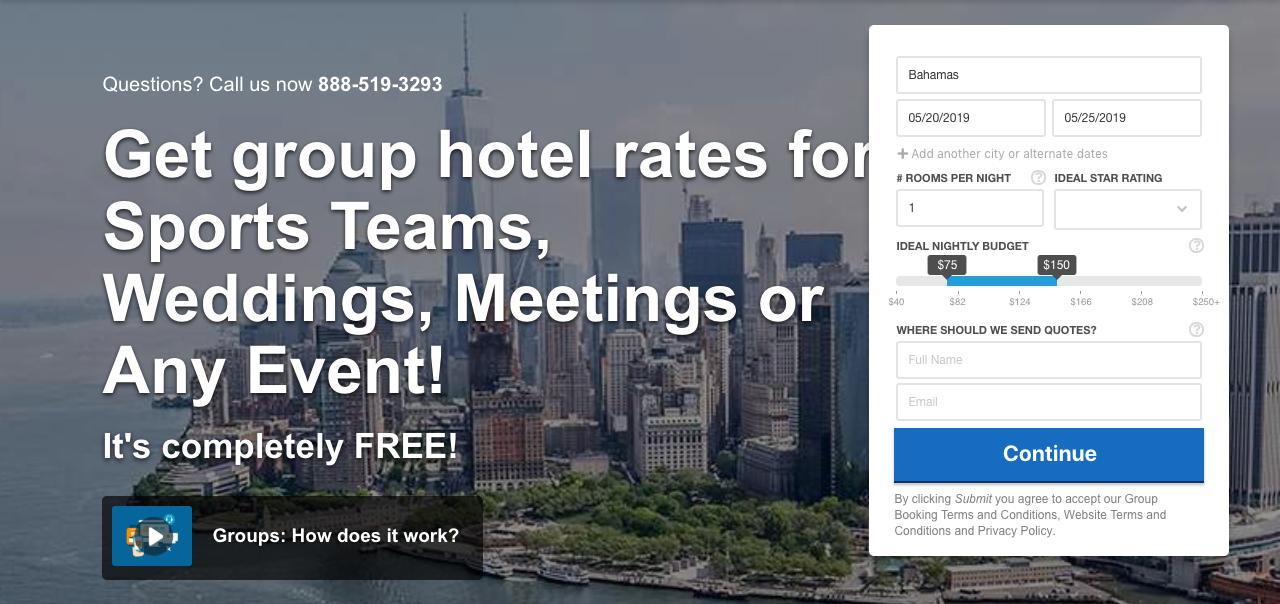 Questions? Call us now 888-519-3293
Get group hotel rates for
Sports Teams,
Weddings, Meetings or
Any Event!
It's completely FREE!
Groups: How does it work?
Bahamas
05/20/2019 05/25/2019
+ Add another city or alternate dates
# ROOMS PER NIGHT ? IDEAL STAR RATING
1
IDEAL NIGHTLY BUDGET ?
$75 $150
$40 $82 $124 $166 $208 $250+
WHERE SHOULD WE SEND QUOTES? ?
Full Name
Email
Continue
By clicking Submit you agree to accept our Group
Booking Terms and Conditions, Website Terms and
Conditions and Privacy Policy.